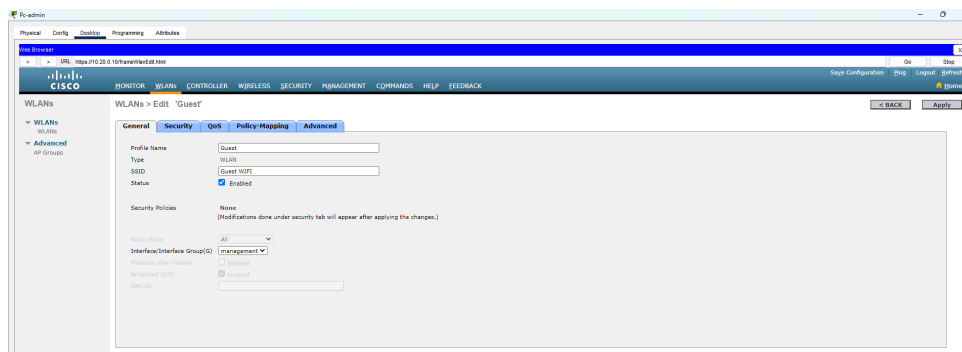 Pc-admin
Physical Config Desktop Programming Attributes
Web Browser X
< > URL https://10.20.0.10/frameWlanEdit.html Go Stop
Save Configuration Ping Logout Refresh
CISCO MONITOR WLANs CONTROLLER WIRELESS SECURITY MANAGEMENT COMMANDS HELP FEEDBACK Home
WLANs
WLANs > Edit 'Guest' < BACK Apply
WLANs
WLANs
Advanced
AP Groups
General Security QoS Policy-Mapping Advanced
Profile Name Guest
Type WLAN
SSID Guest WIFI
Status Enabled
Security Policies None
(Modifications done under security tab will appear after applying the changes.)
Radio Policy All
Interface/Interface Group(G) management
Multicast Vlan Feature Enabled
Broadcast SSID Enabled
NAS-ID